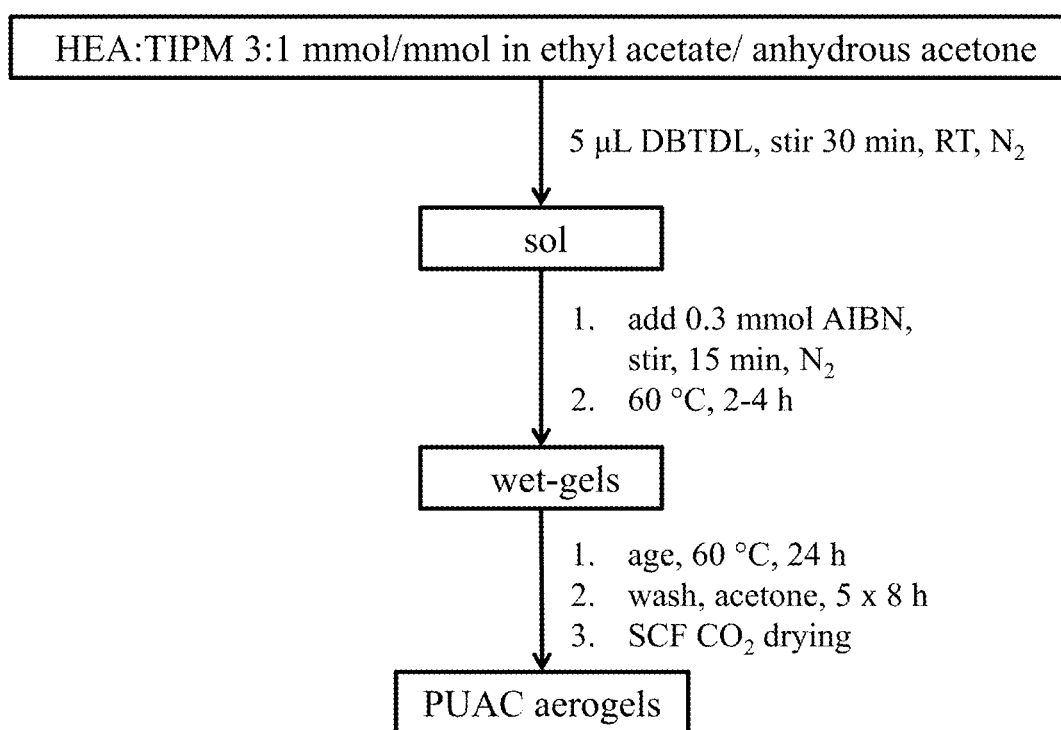 HEA:TIPM 3:1 mmol/mmol in ethyl acetate/ anhydrous acetone
5 μL DBTDL, stir 30 min, RT, N₂
sol
1. add 0.3 mmol AIBN,
stir, 15 min, N₂
2. 60 °C, 2-4 h
wet-gels
1. age, 60 °C, 24 h
2. wash, acetone, 5 x 8 h
3. SCF CO₂ drying
PUAC aerogels